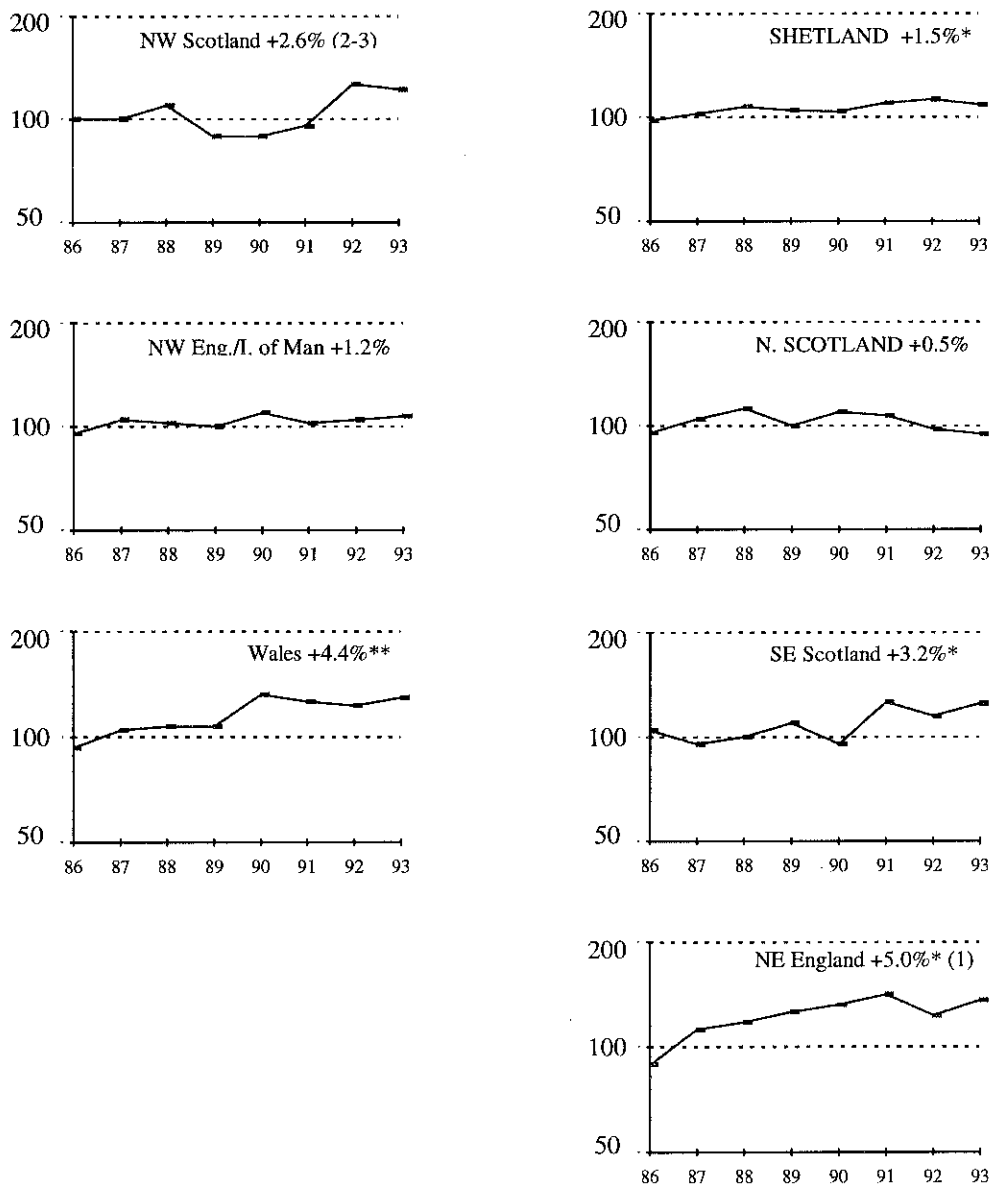 200
NW Scotland +2.6% (2-3)
100
50
86 87 88 89 90 91 92 93
200
SHETLAND +1.5%*
100
50
86 87 88 89 90 91 92 93
200
NW Eng./I. of Man +1.2%
100
50
86 87 88 89 90 91 92 93
200
N. SCOTLAND +0.5%
100
50
86 87 88 89 90 91 92 93
200
Wales +4.4%**
100
50
86 87 88 89 90 91 92 93
200
SE Scotland +3.2%*
100
50
86 87 88 89 90 91 92 93
200
NE England +5.0%* (1)
100
50
86 87 88 89 90 91 92 93